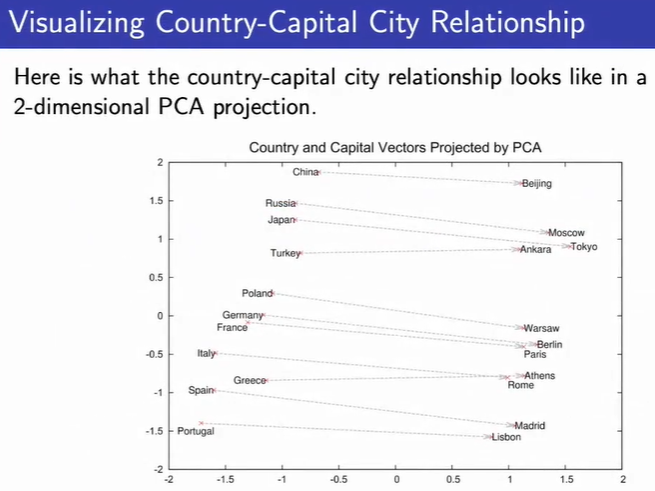 Visualizing Country-Capital City Relationship
Here is what the country-capital city relationship looks like in a
2-dimensional PCA projection.
Country and Capital Vectors Projected by PCA
2
China
Beijing
1.5
Russia
Japan
Moscow
1
Tokyo
Turkey
Ankara
0.5
Poland
0
Germany
France
Warsaw
Berlin
-0.5
Italy
Paris
Greece
Athens
Rome
-1
Spain
Madrid
-1.5
Portugal
Lisbon
-2
-2
-1.5
-1
-0.5
0
0.5
1
1.5
2